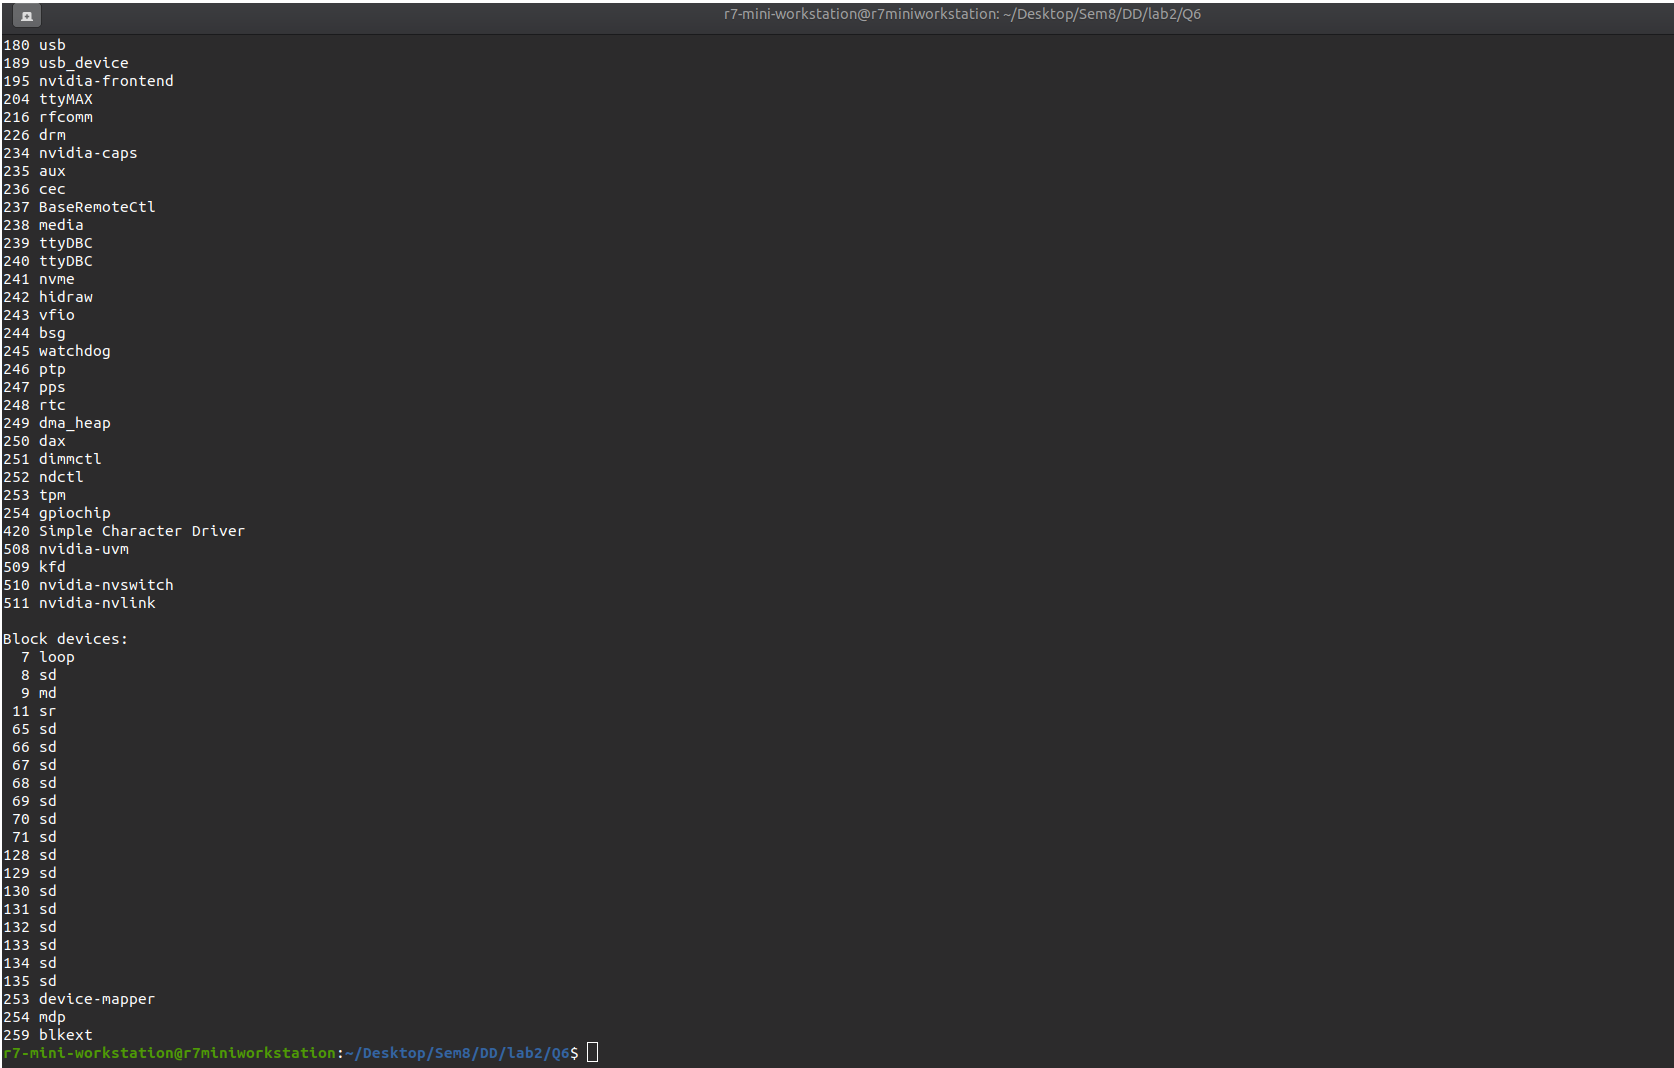 r7-mini-workstation@r7miniworkstation: ~/Desktop/Sem8/DD/lab2/Q6
180 usb
189 usb_device
195 nvidia-frontend
204 ttyMAX
216 rfcomm
226 drm
234 nvidia-caps
235 aux
236 cec
237 BaseRemoteCtl
238 media
239 ttyDBC
240 ttyDBC
241 nvme
242 hidraw
243 vfio
244 bsg
245 watchdog
246 ptp
247 pps
248 rtc
249 dma_heap
250 dax
251 dimmctl
252 ndctl
253 tpm
254 gpiochip
420 Simple Character Driver
508 nvidia-uvm
509 kfd
510 nvidia-nvswitch
511 nvidia-nvlink
Block devices:
7 loop
8 sd
9 md
11 sr
65 sd
66 sd
67 sd
68 sd
69 sd
70 sd
71 sd
128 sd
129 sd
130 sd
131 sd
132 sd
133 sd
134 sd
135 sd
253 device-mapper
254 mdp
259 blkext
r7-mini-workstation@r7miniworkstation:~/Desktop/Sem8/DD/lab2/Q6$